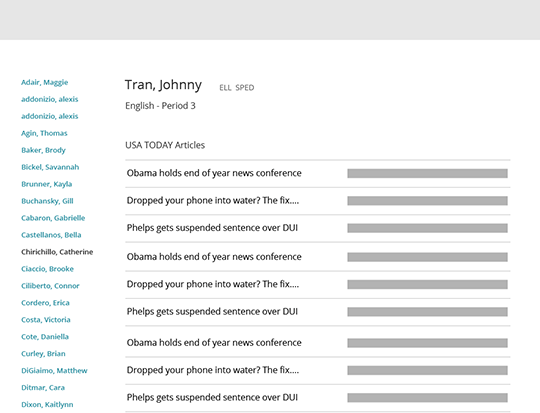 Adair, Maggie
addonizio, alexis
addonizio, alexis
Agin, Thomas
Baker, Brody
Bickel, Savannah
Brunner, Kayla
Buchansky, Gill
Cabaron, Gabrielle
Castellanos, Bella
Chirichillo, Catherine
Ciaccio, Brooke
Ciliberto, Connor
Cordero, Erica
Costa, Victoria
Cote, Daniella
Curley, Brian
DiGiaimo, Matthew
Ditmar, Cara
Dixon, Kaitlynn
Tran, Johnny ELL SPED
English - Period 3
USA TODAY Articles
Obama holds end of year news conference
Dropped your phone into water? The fix....
Phelps gets suspended sentence over DUI
Obama holds end of year news conference
Dropped your phone into water? The fix....
Phelps gets suspended sentence over DUI
Obama holds end of year news conference
Dropped your phone into water? The fix....
Phelps gets suspended sentence over DUI